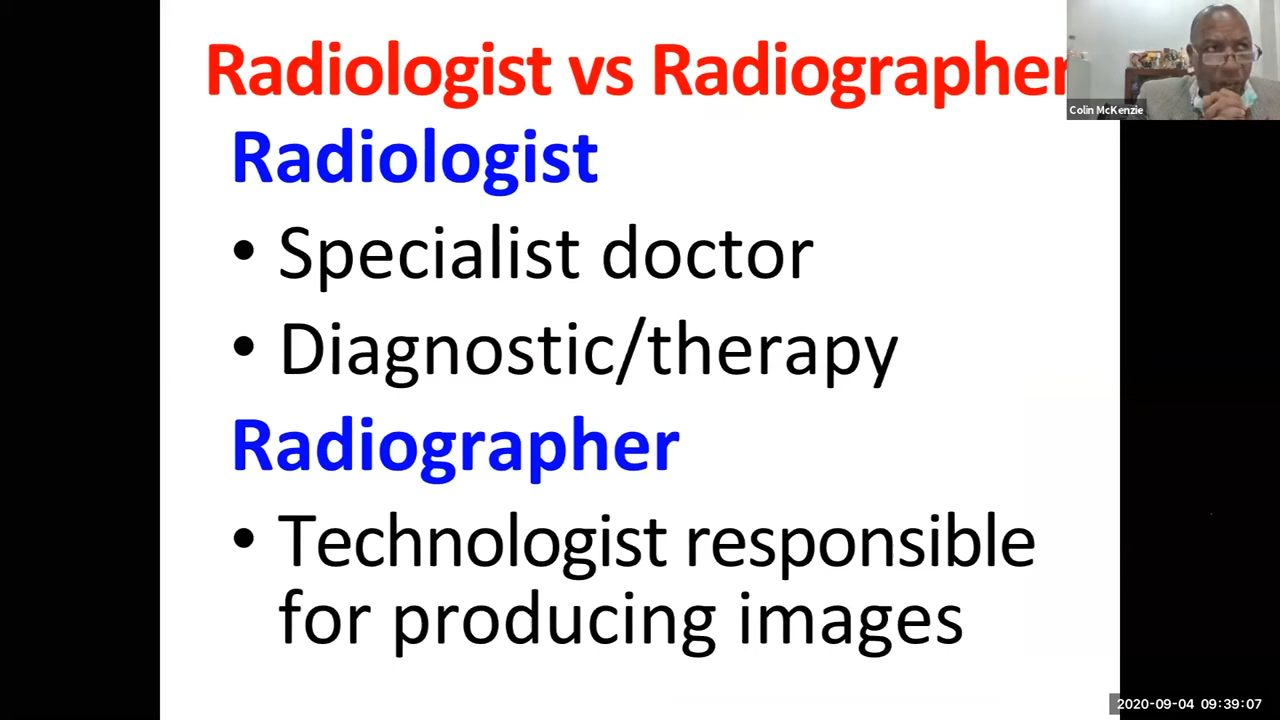 Radiologist vs Radiographer
Colin McKenzie
Radiologist
• Specialist doctor
• Diagnostic/therapy
Radiographer
• Technologist responsible
for producing images
2020-09-04 09:39:07